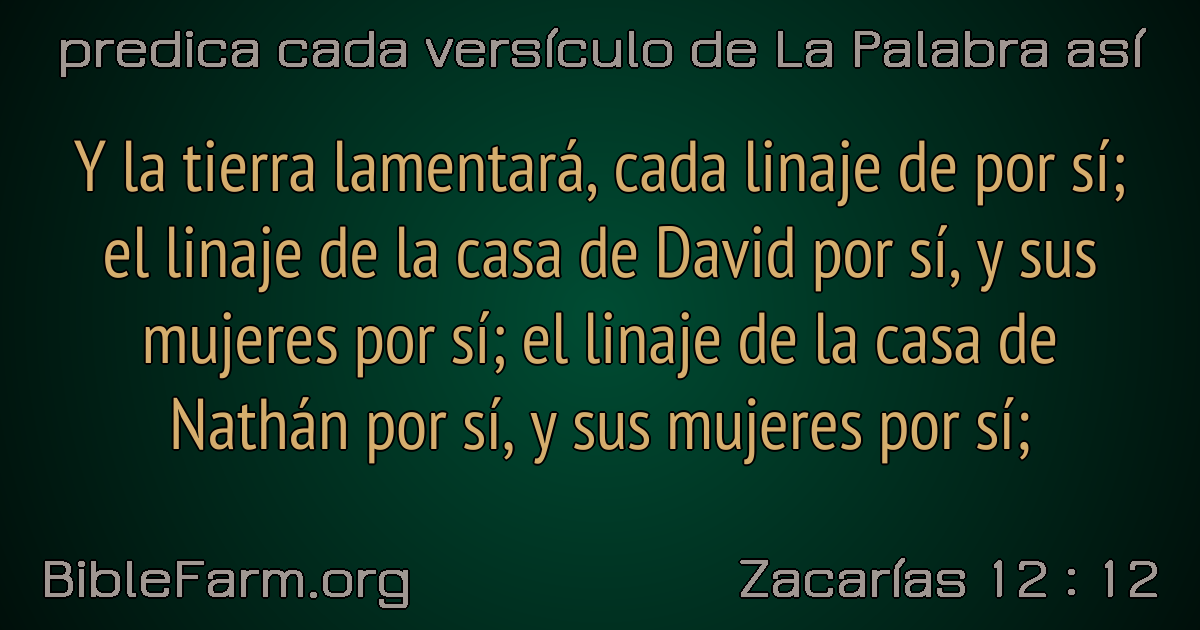 predica cada versículo de La Palabra así
Y la tierra lamentará, cada linaje de por sí;
el linaje de la casa de David por sí, y sus
mujeres por sí; el linaje de la casa de
Nathán por sí, y sus mujeres por sí;
BibleFarm.org
Zacarías 12 : 12